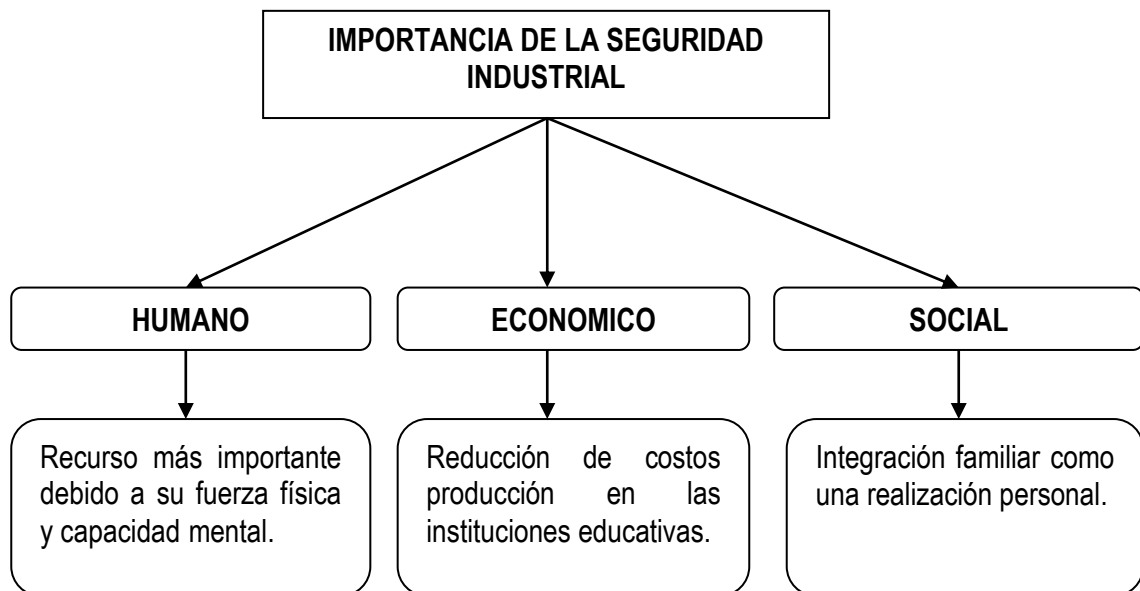 IMPORTANCIA DE LA SEGURIDAD
INDUSTRIAL
HUMANO
ECONOMICO
SOCIAL
Recurso más importante
debido a su fuerza física
y capacidad mental.
Reducción de costos
producción en las
instituciones educativas.
Integración familiar como
una realización personal.